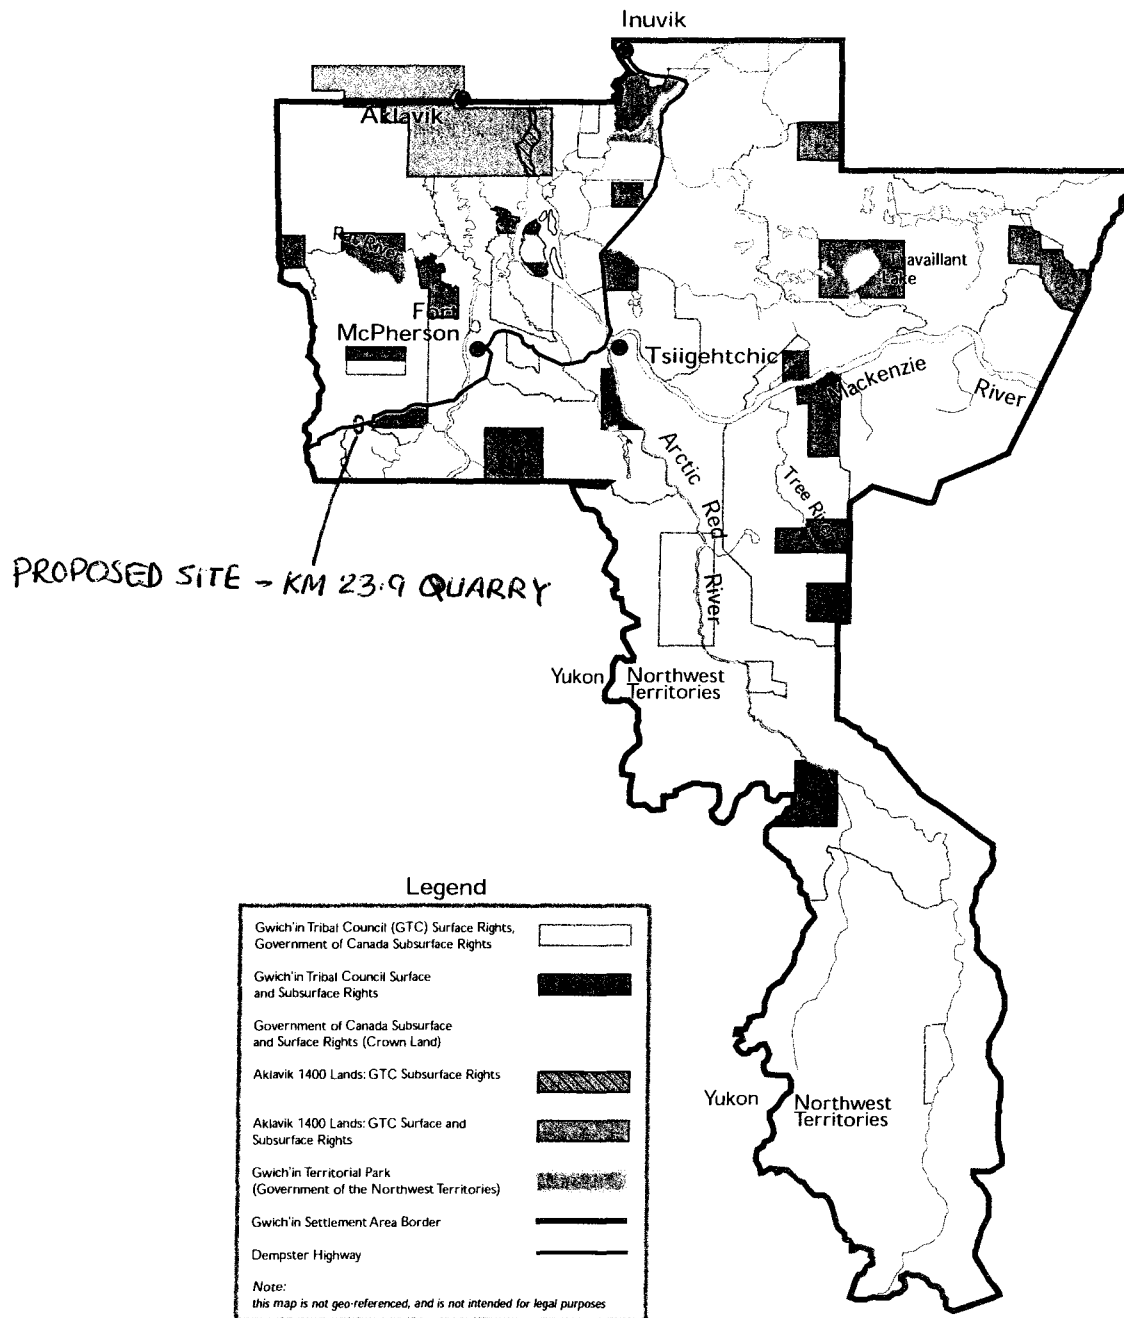 Inuvik
Aklavik
Travaillant
Lake
Fort
McPherson
Tsiigehtchic
Mackenzie
River
Arctic
Red
River
Tree River
PROPOSED SITE - KM 23.9 QUARRY
Yukon
Northwest
Territories
Yukon
Northwest
Territories
Legend
Gwich'in Tribal Council (GTC) Surface Rights,
Government of Canada Subsurface Rights
Gwich'in Tribal Council Surface
and Subsurface Rights
Government of Canada Subsurface
and Surface Rights (Crown Land)
Aklavik 1400 Lands: GTC Subsurface Rights
Aklavik 1400 Lands: GTC Surface and
Subsurface Rights
Gwich'in Territorial Park
(Government of the Northwest Territories)
Gwich'in Settlement Area Border
Dempster Highway
Note:
this map is not geo-referenced, and is not intended for legal purposes